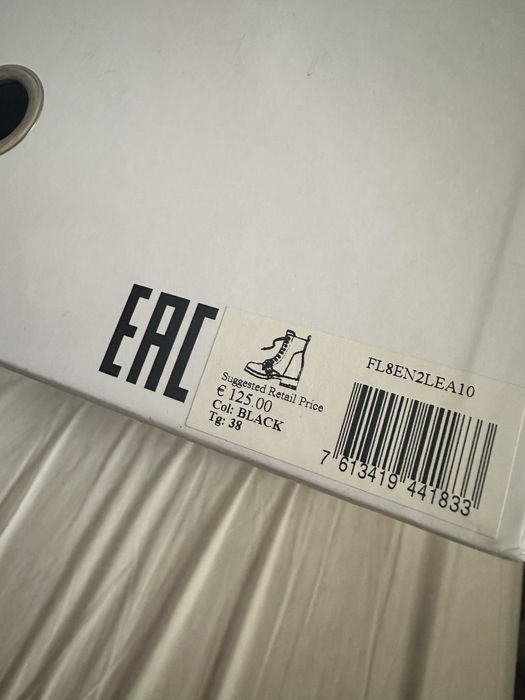 EAC
Suggested Retail Price
€ 125.00
Col: BLACK
Tg: 38
FL8EN2LEA10
7 613419 441833